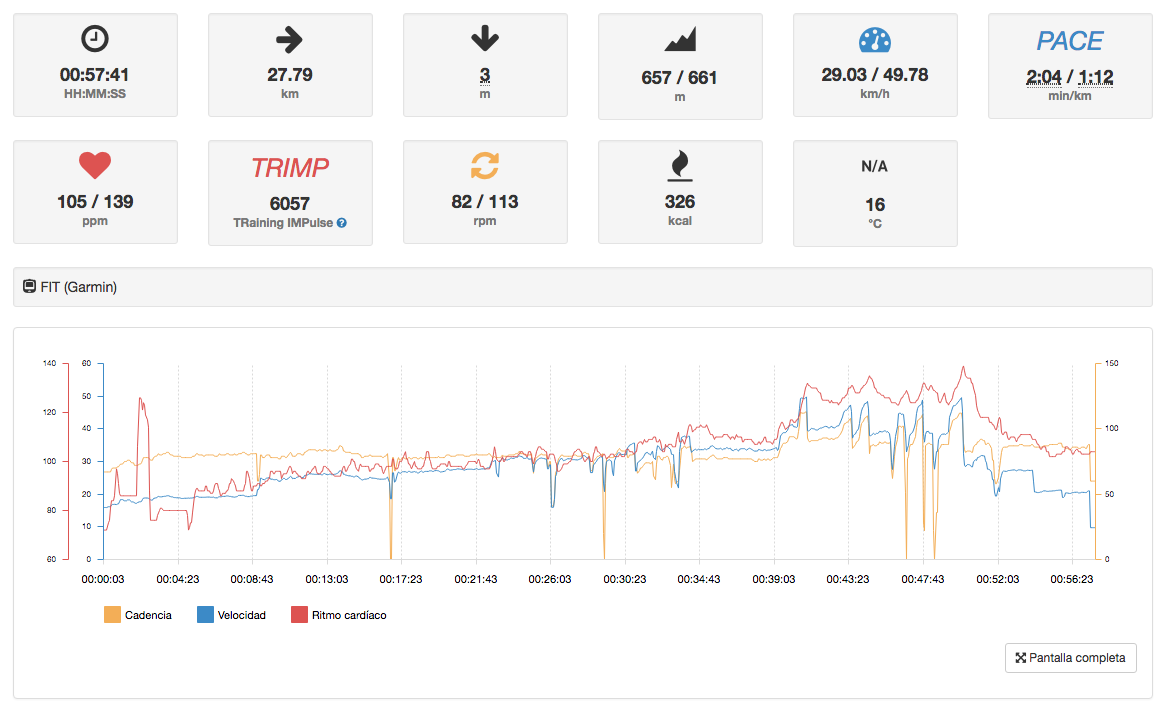 00:57:41
HH:MM:SS
27.79
km
3
m
657 / 661
m
29.03 / 49.78
km/h
PACE
2:04 / 1:12
min/km
105 / 139
ppm
TRIMP
6057
TRaining IMPulse ?
82 / 113
rpm
326
kcal
N/A
16
°C
FIT (Garmin)
140
120
100
80
60
60
50
40
30
20
10
0
150
100
50
0
00:00:03 00:04:23 00:08:43 00:13:03 00:17:23 00:21:43 00:26:03 00:30:23 00:34:43 00:39:03 00:43:23 00:47:43 00:52:03 00:56:23
Cadencia Velocidad Ritmo cardíaco
Pantalla completa